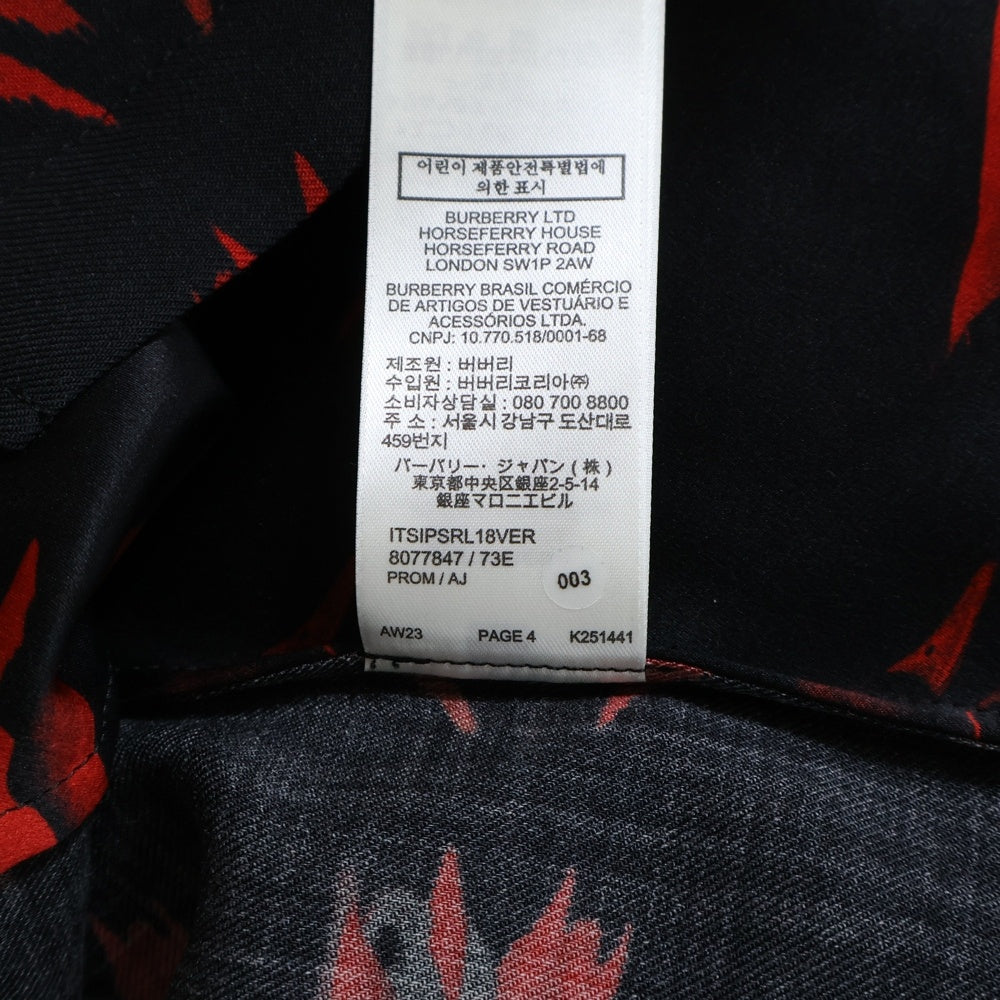 어린이 제품안전특별법에
의한 표시
BURBERRY LTD
HORSEFERRY HOUSE
HORSEFERRY ROAD
LONDON SW1P 2AW
BURBERRY BRASIL COMÉRCIO
DE ARTIGOS DE VESTUÁRIO E
ACESSÓRIOS LTDA.
CNPJ: 10.770.518/0001-68
제조원 : 버버리
수입원 : 버버리코리아㈜
소비자상담실 : 080 700 8800
주 소 : 서울시 강남구 도산대로
459번지
バーバリー・ジャパン ( 株 )
東京都中央区銀座2-5-14
銀座マロニエビル
ITSIPSRL18VER
8077847 / 73E
PROM / AJ
003
AW23 PAGE 4 K251441